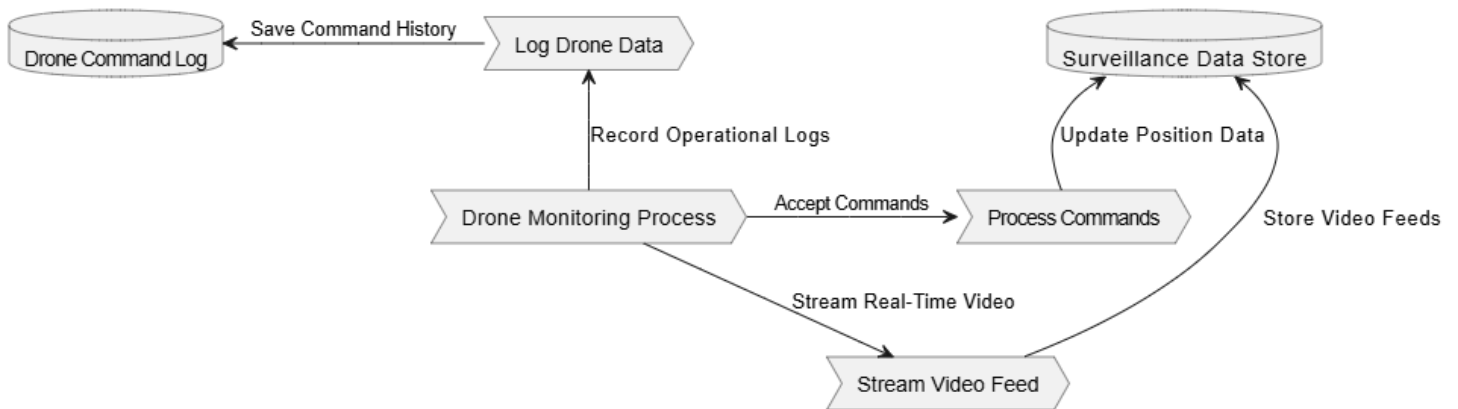 Save Command History
Log Drone Data
Drone Command Log
Surveillance Data Store
Record Operational Logs
Update Position Data
Drone Monitoring Process
Accept Commands
Process Commands
Store Video Feeds
Stream Real-Time Video
Stream Video Feed